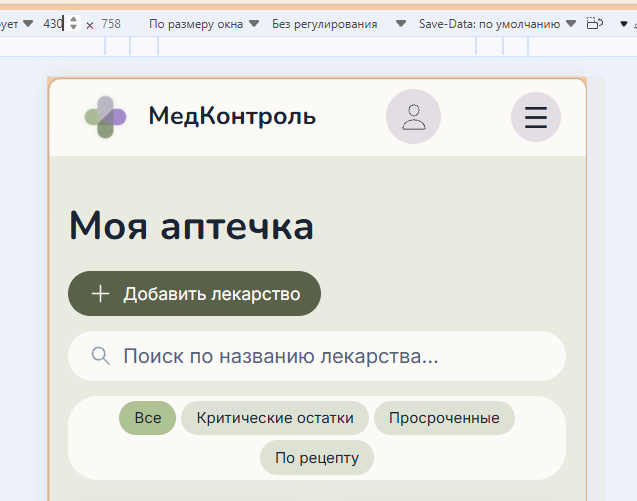 430 × 758 По размеру окна Без регулирования Save-Data: по умолчанию
МедКонтроль
Моя аптечка
Добавить лекарство
Поиск по названию лекарства...
Все Критические остатки Просроченные
По рецепту